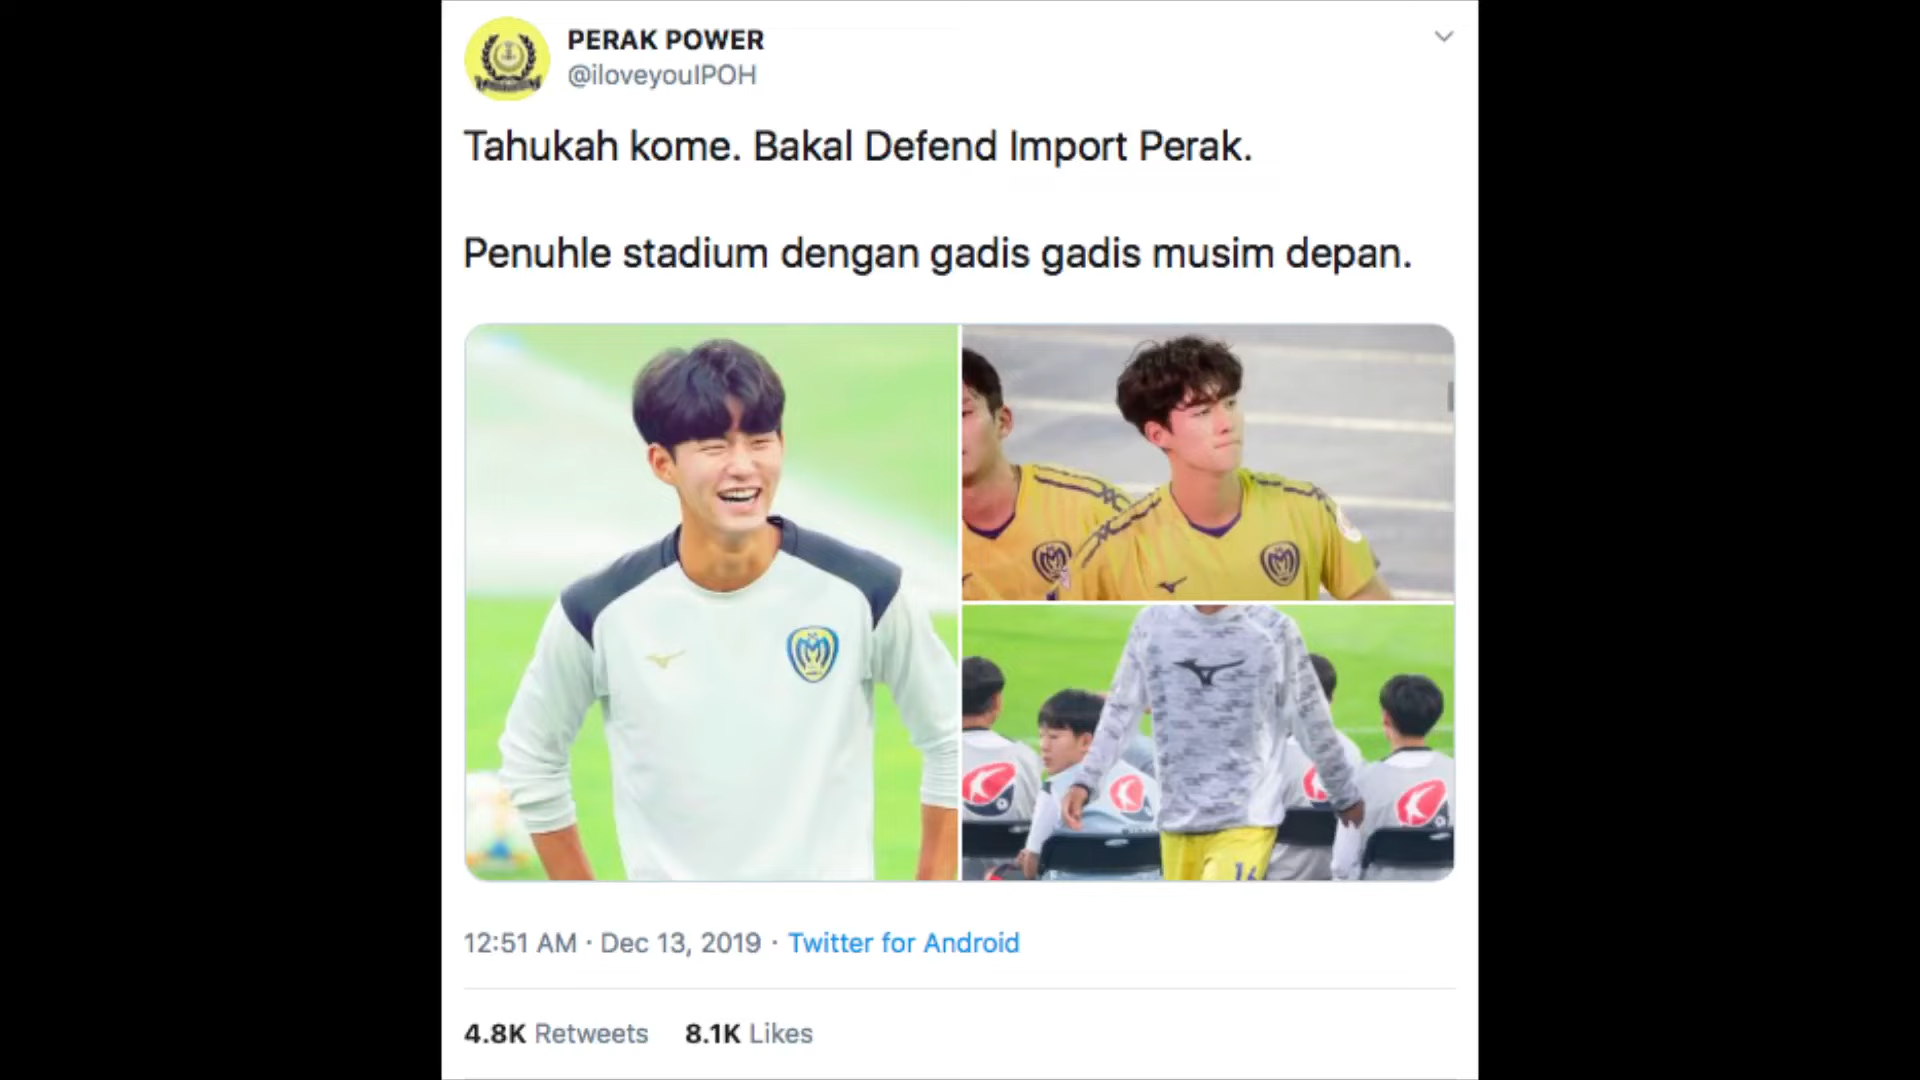 PERAK POWER
@iloveyouIPOH
Tahukah kome. Bakal Defend Import Perak.
Penuhle stadium dengan gadis gadis musim depan.
16
12:51 AM · Dec 13, 2019 · Twitter for Android
4.8K Retweets 8.1K Likes